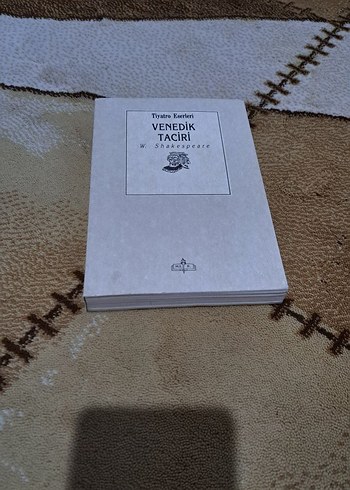 Tiyatro Eserleri
VENEDİK
TACİRİ
W. Shakespeare